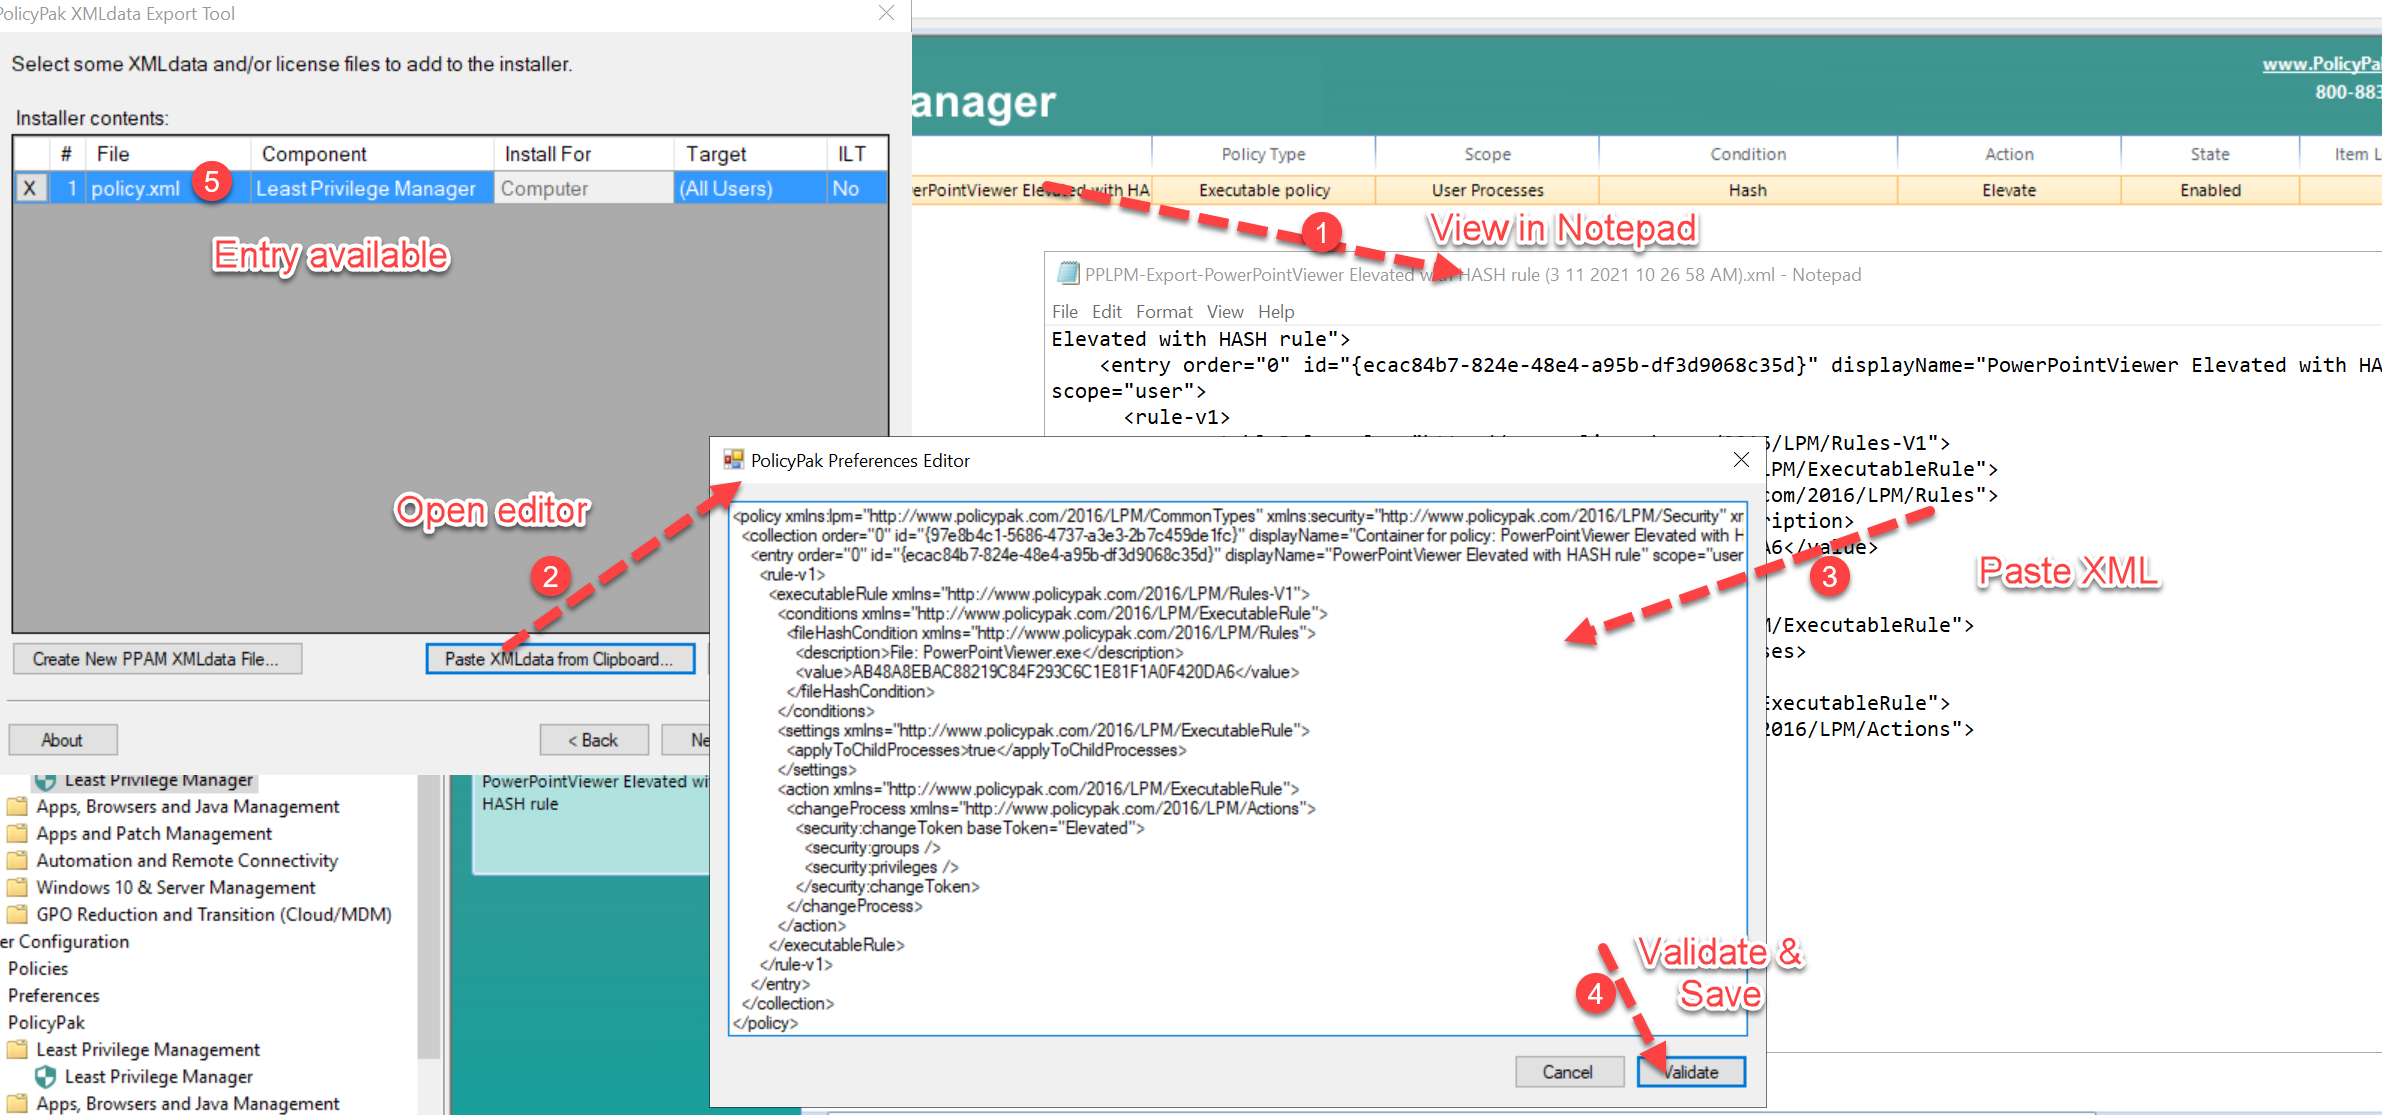 PolicyPak XMLdata Export Tool
Select some XMLdata and/or license files to add to the installer.
Installer contents:
# File Component Install For Target ILT
X 1 policy.xml 5 Least Privilege Manager Computer (All Users) No
Entry available
Open editor
2
Create New PPAM XMLdata File...
Paste XMLdata from Clipboard...
About
< Back
Ne
www.PolicyPa
800-883
anager
Policy Type Scope Condition Action State Item L
erPointViewer Elevated with HA Executable policy User Processes Hash Elevate Enabled
1
View in Notepad
PPLPM-Export-PowerPointViewer Elevated with HASH rule (3 11 2021 10 26 58 AM).xml - Notepad
File Edit Format View Help
Elevated with HASH rule">
<entry order="0" id="{ecac84b7-824e-48e4-a95b-df3d9068c35d}" displayName="PowerPointViewer Elevated with HA
scope="user">
<rule-v1>
/LPM/Rules-V1">
LPM/ExecutableRule">
com/2016/LPM/Rules">
ription>
A6</value>
3
Paste XML
M/ExecutableRule">
ses>
ExecutableRule">
2016/LPM/Actions">
PolicyPak Preferences Editor
<policy xmlns:lpm="http://www.policypak.com/2016/LPM/CommonTypes" xmlns:security="http://www.policypak.com/2016/LPM/Security" xr
<collection order="0" id="{97e8b4c1-5686-4737-a3e3-2b7c459de1fc}" displayName="Container for policy: PowerPointViewer Elevated with H
<entry order="0" id="{ecac84b7-824e-48e4-a95b-df3d9068c35d}" displayName="PowerPointViewer Elevated with HASH rule" scope="user
<rule-v1>
<executableRule xmlns="http://www.policypak.com/2016/LPM/Rules-V1">
<conditions xmlns="http://www.policypak.com/2016/LPM/ExecutableRule">
<fileHashCondition xmlns="http://www.policypak.com/2016/LPM/Rules">
<description>File: PowerPointViewer.exe</description>
<value>AB48A8EBAC88219C84F293C6C1E81F1A0F420DA6</value>
</fileHashCondition>
</conditions>
<settings xmlns="http://www.policypak.com/2016/LPM/ExecutableRule">
<applyToChildProcesses>true</applyToChildProcesses>
</settings>
<action xmlns="http://www.policypak.com/2016/LPM/ExecutableRule">
<changeProcess xmlns="http://www.policypak.com/2016/LPM/Actions">
<security:changeToken baseToken="Elevated">
<security:groups />
<security:privileges />
</security:changeToken>
</changeProcess>
</action>
</executableRule>
</rule-v1>
</entry>
</collection>
</policy>
Validate &
Save
4
Cancel
Validate
Least Privilege Manager
Apps, Browsers and Java Management
Apps and Patch Management
Automation and Remote Connectivity
Windows 10 & Server Management
GPO Reduction and Transition (Cloud/MDM)
er Configuration
Policies
Preferences
PolicyPak
Least Privilege Management
Least Privilege Manager
Apps, Browsers and Java Management
PowerPointViewer Elevated wi
HASH rule